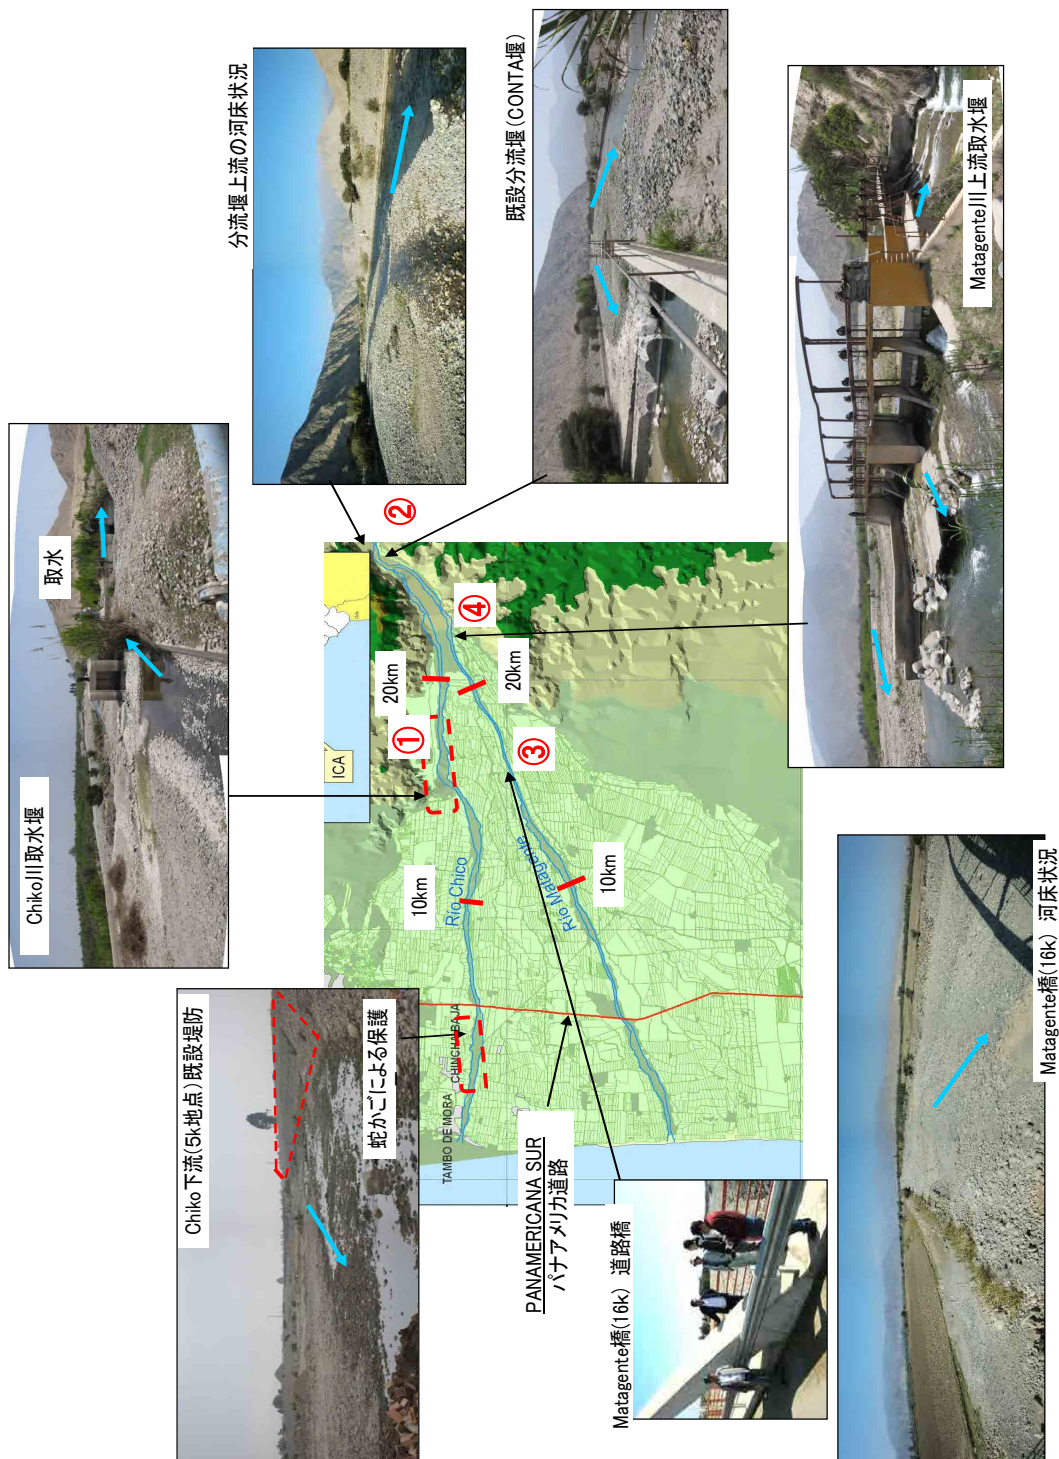 Chiko川取水堰
取水
Chiko下流(5k地点)既設堤防
分流堰上流の河床状況
蛇かごによる保護
ICA
20km
①
②
10km
Río Chico
TAMBO DE MORA
CHINCHA BAJA
④
20km
既設分流堰(CONTA堰)
③
Río Matagente
10km
PANAMERICANA SUR
パナアメリカ道路
Matagente橋(16k) 道路橋
Matagente川上流取水堰
Matagente橋(16k) 河床状況